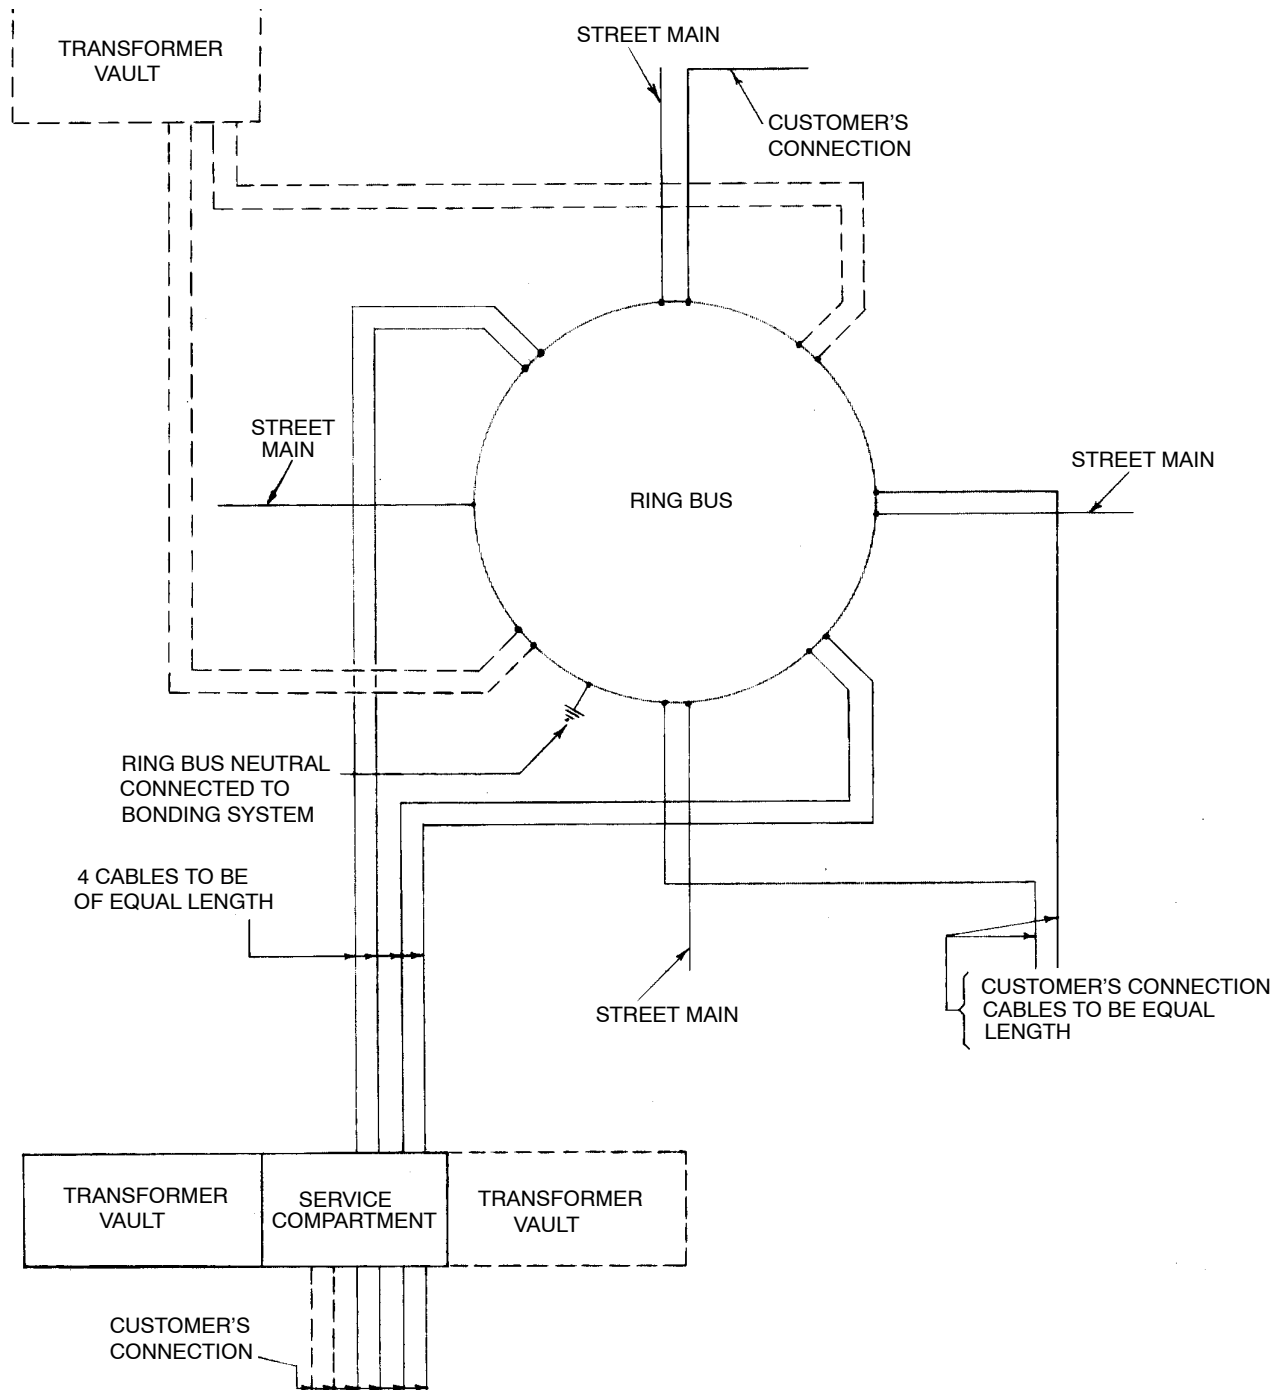 TRANSFORMER
VAULT
STREET MAIN
CUSTOMER'S
CONNECTION
STREET
MAIN
RING BUS
STREET MAIN
RING BUS NEUTRAL
CONNECTED TO
BONDING SYSTEM
4 CABLES TO BE
OF EQUAL LENGTH
STREET MAIN
CUSTOMER'S CONNECTION
CABLES TO BE EQUAL
LENGTH
TRANSFORMER
VAULT
SERVICE
COMPARTMENT
TRANSFORMER
VAULT
CUSTOMER'S
CONNECTION